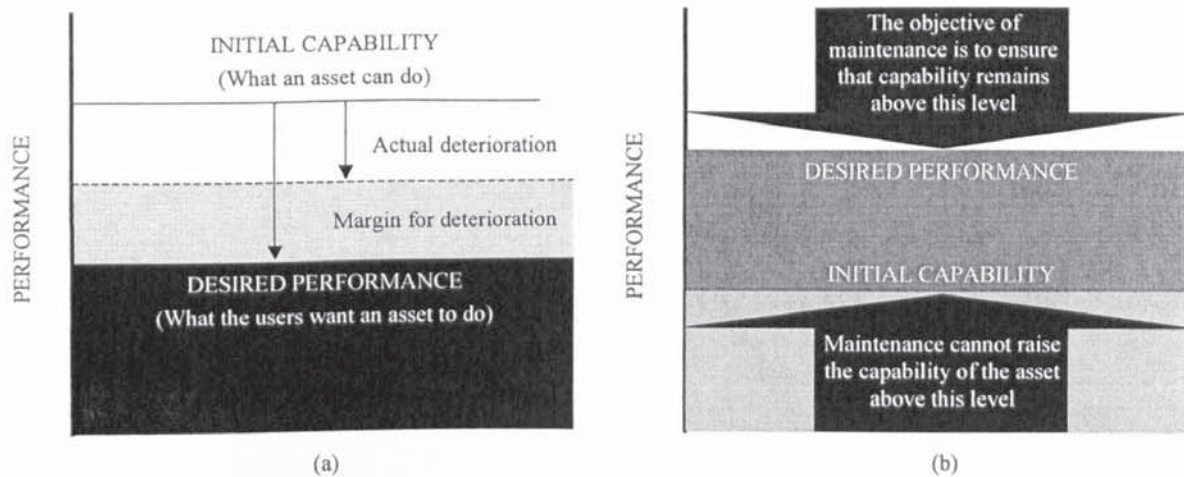 PERFORMANCE
INITIAL CAPABILITY
(What an asset can do)
Actual deterioration
Margin for deterioration
DESIRED PERFORMANCE
(What the users want an asset to do)
(a)
PERFORMANCE
The objective of
maintenance is to ensure
that capability remains
above this level
DESIRED PERFORMANCE
INITIAL CAPABILITY
Maintenance cannot raise
the capability of the asset
above this level
(b)